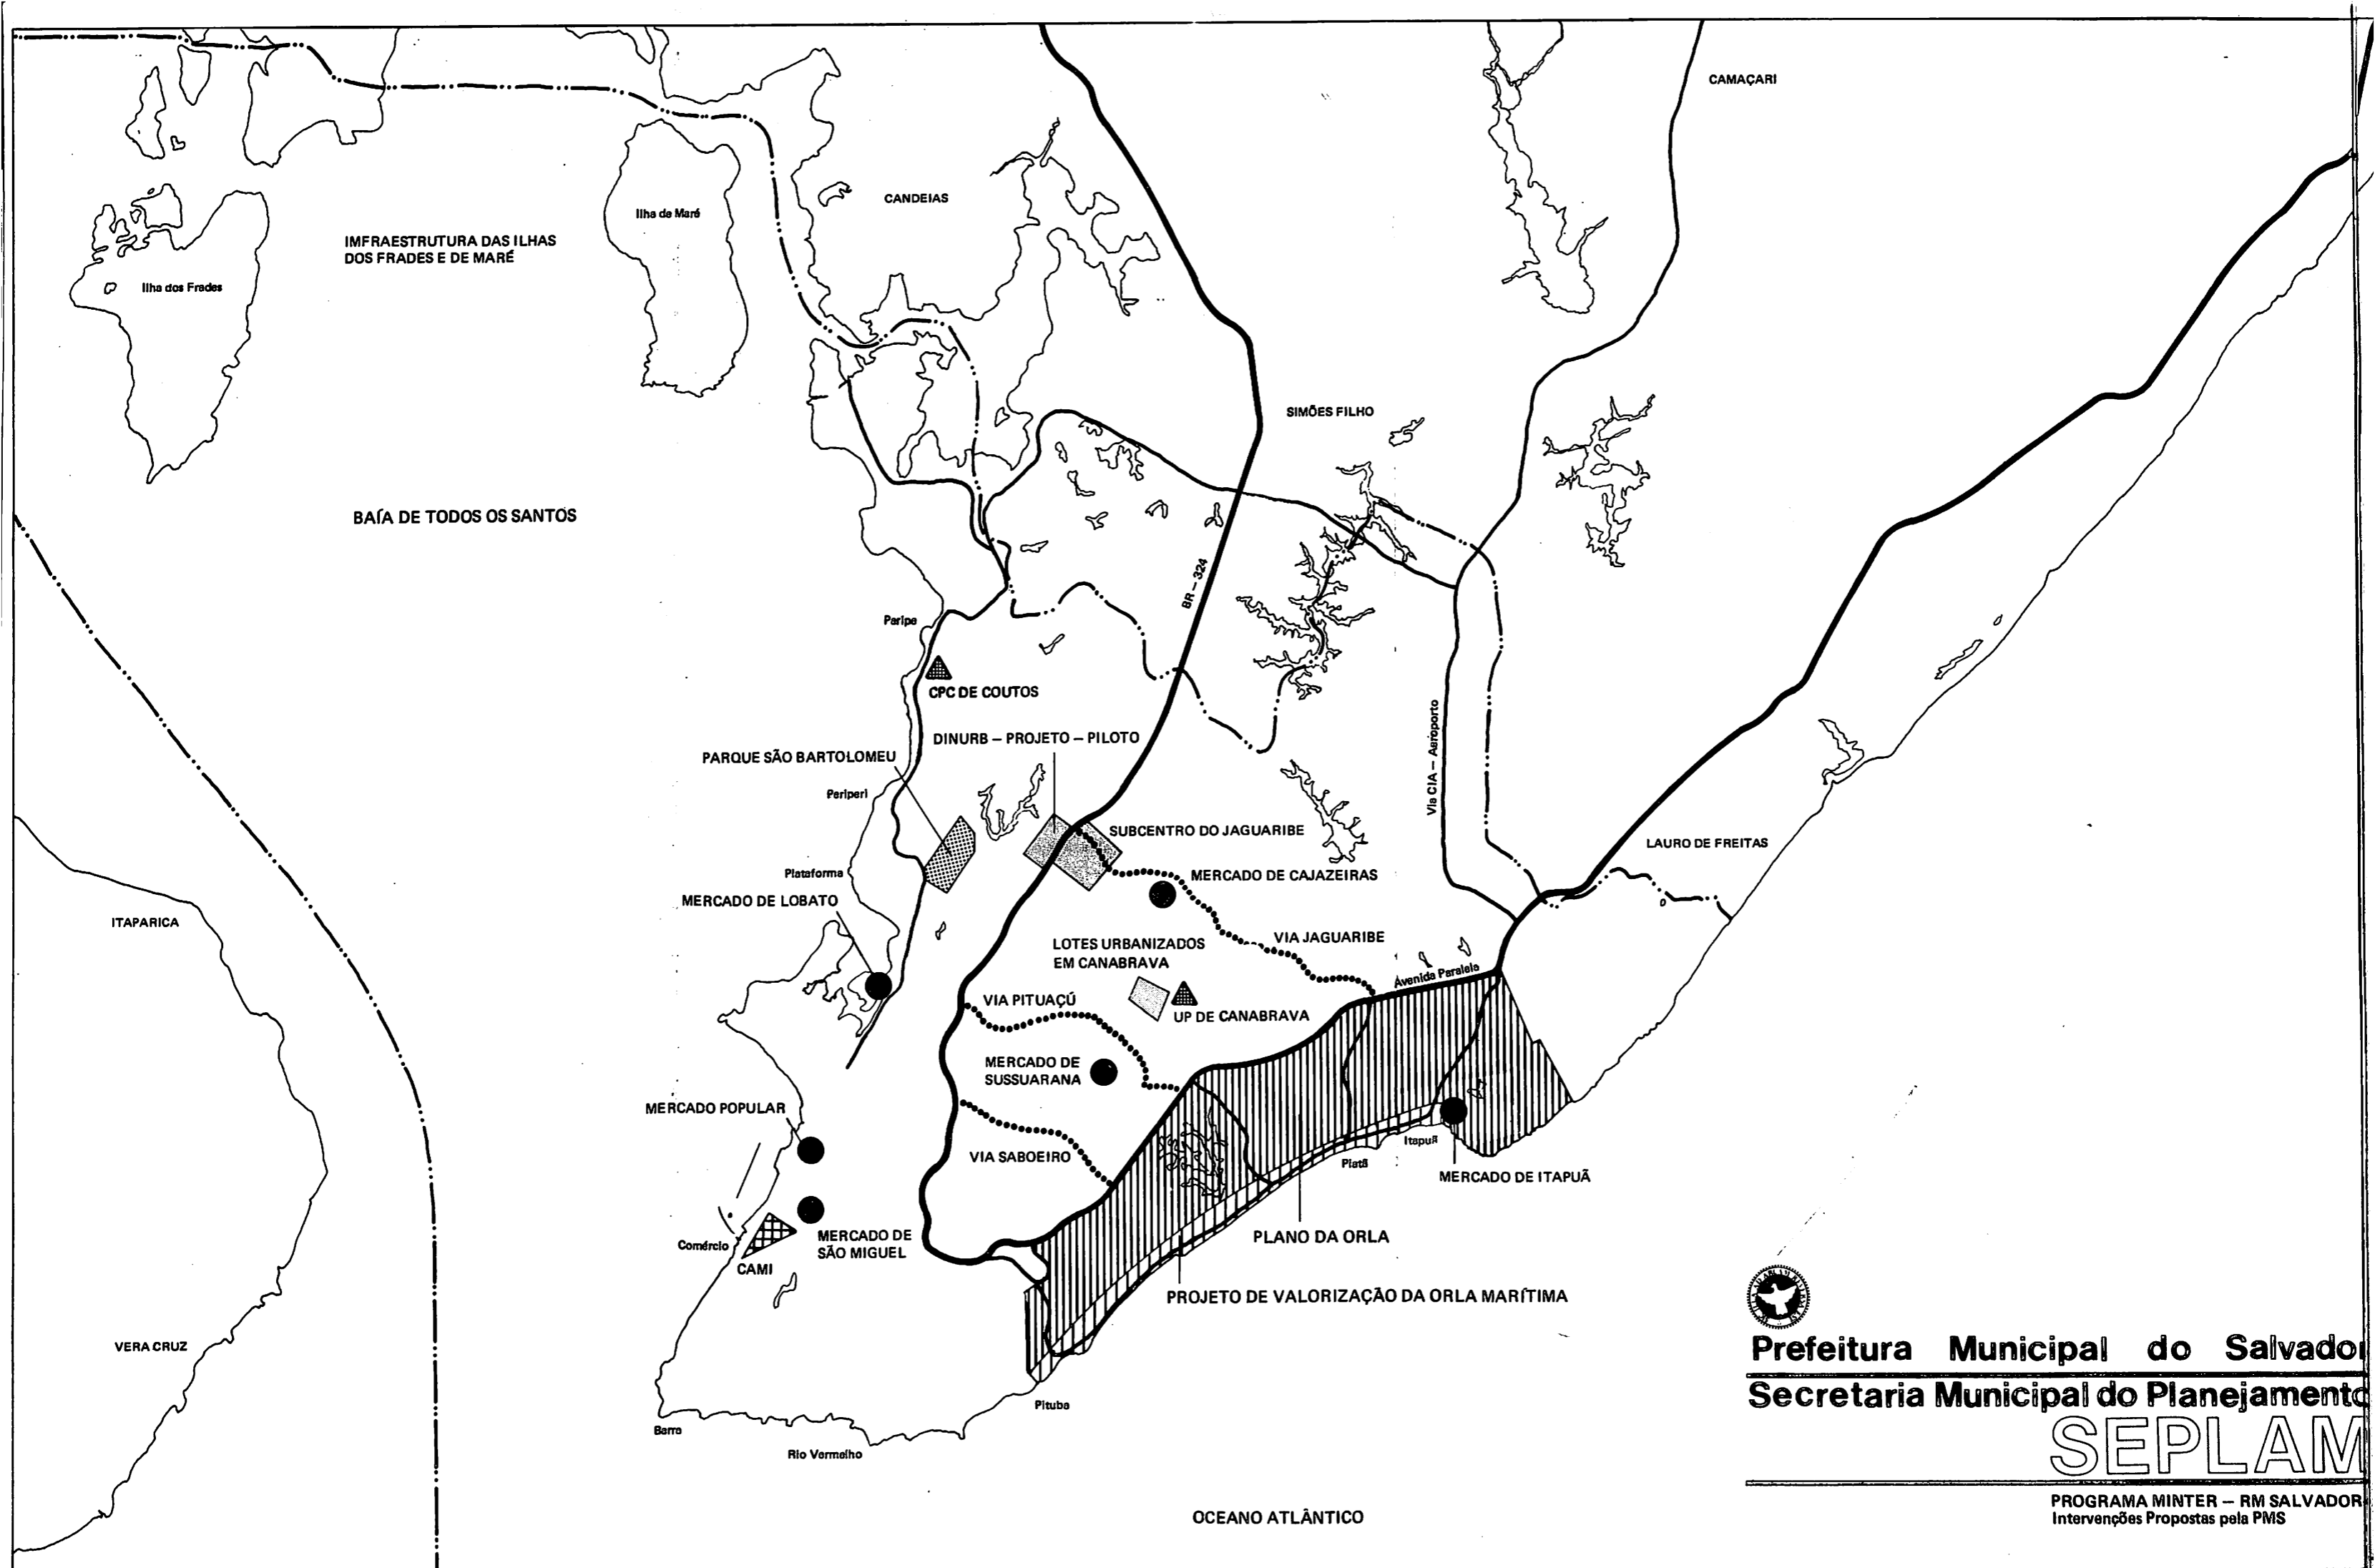 CAMAÇARI
CANDEIAS
Ilha de Maré
IMFRAESTRUTURA DAS ILHAS
DOS FRADES E DE MARÉ
Ilha dos Frades
SIMÕES FILHO
BAÍA DE TODOS OS SANTOS
BR – 324
Paripe
CPC DE COUTOS
Via CIA – Aeroporto
DINURB – PROJETO – PILOTO
PARQUE SÃO BARTOLOMEU
Periperi
SUBCENTRO DO JAGUARIBE
LAURO DE FREITAS
Plataforma
MERCADO DE CAJAZEIRAS
MERCADO DE LOBATO
ITAPARICA
VIA JAGUARIBE
LOTES URBANIZADOS
EM CANABRAVA
Avenida Paralela
VIA PITUAÇÚ
UP DE CANABRAVA
MERCADO DE
SUSSUARANA
MERCADO POPULAR
Itapuã
VIA SABOEIRO
Piatã
MERCADO DE ITAPUÃ
MERCADO DE
SÃO MIGUEL
PLANO DA ORLA
Comércio
CAMI
PROJETO DE VALORIZAÇÃO DA ORLA MARÍTIMA
VERA CRUZ
Prefeitura Municipal do Salvador
Secretaria Municipal do Planejamento
SEPLAM
Pituba
Barra
Rio Vermelho
PROGRAMA MINTER – RM SALVADOR
Intervenções Propostas pela PMS
OCEANO ATLÂNTICO